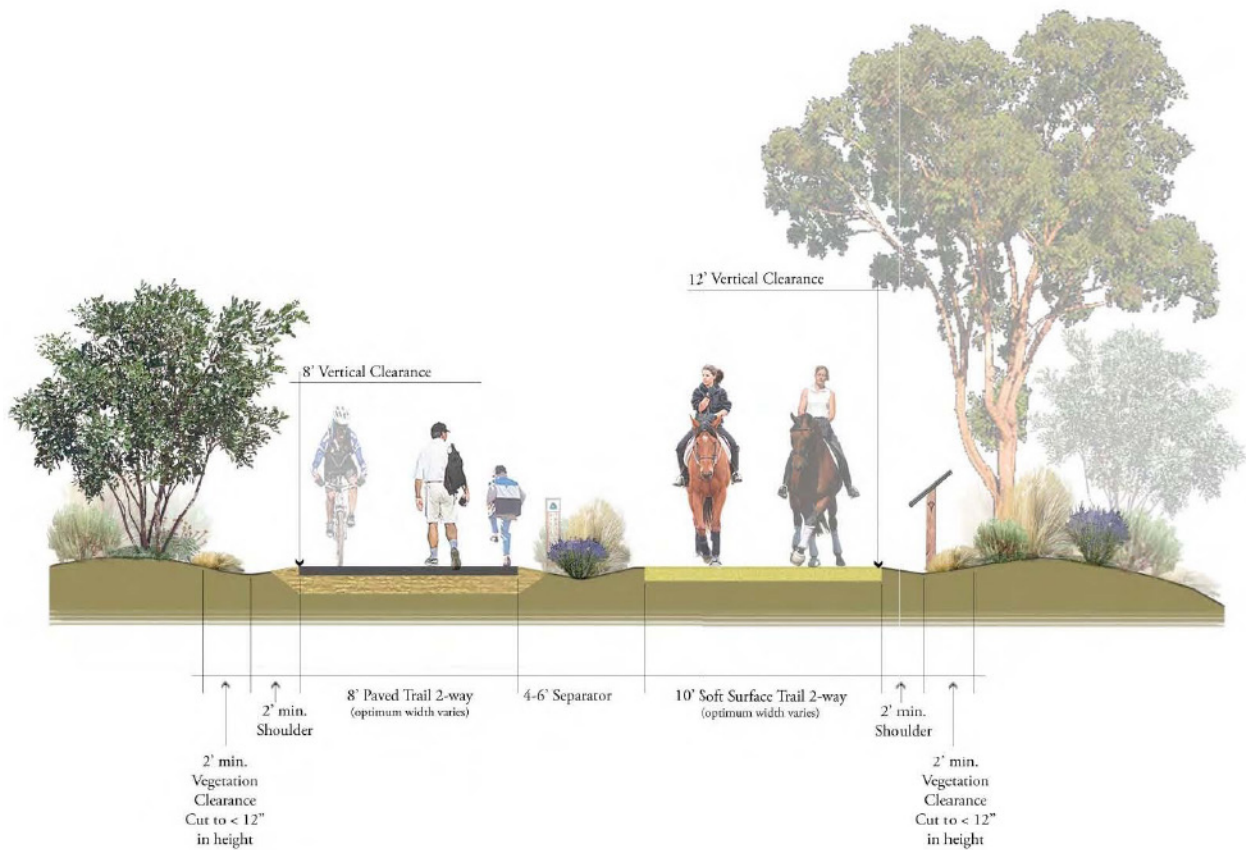 12’ Vertical Clearance
8’ Vertical Clearance
8’ Paved Trail 2-way
(optimum width varies)
4-6’ Separator
10’ Soft Surface Trail 2-way
(optimum width varies)
2’ min.
Shoulder
2’ min.
Shoulder
2’ min.
Vegetation
Clearance
Cut to < 12”
in height
2’ min.
Vegetation
Clearance
Cut to < 12”
in height